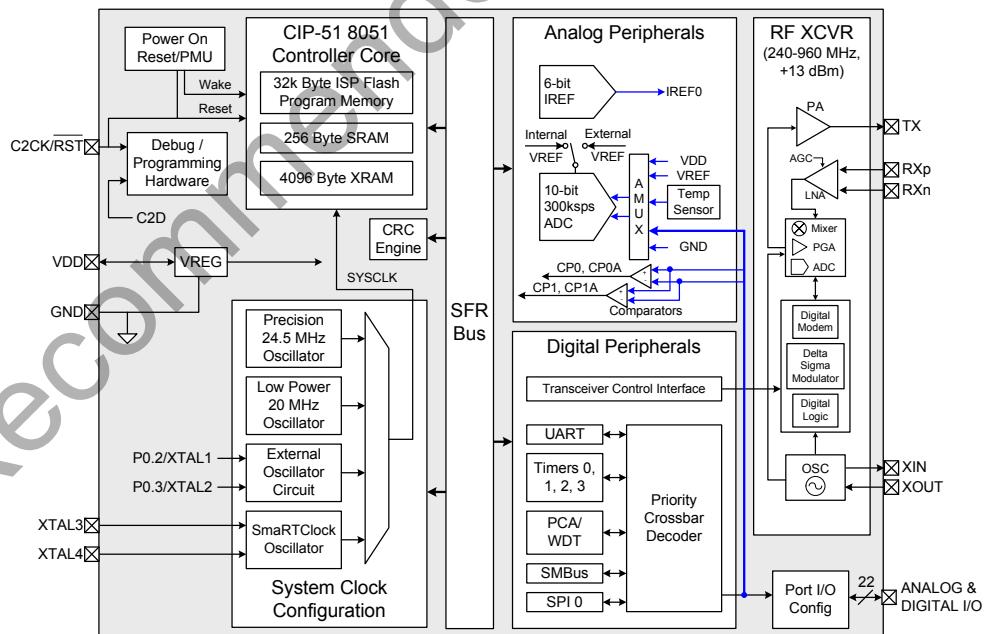 Recommended
Power On
Reset/PMU
Wake
Reset
C2CK/RST
Debug /
Programming
Hardware
C2D
VDD
VREG
GND
CIP-51 8051
Controller Core
32k Byte ISP Flash
Program Memory
256 Byte SRAM
4096 Byte XRAM
CRC
Engine
SYSCLK
Precision
24.5 MHz
Oscillator
Low Power
20 MHz
Oscillator
P0.2/XTAL1
P0.3/XTAL2
External
Oscillator
Circuit
XTAL3
XTAL4
SmaRTClock
Oscillator
System Clock
Configuration
SFR
Bus
Analog Peripherals
6-bit
IREF
IREF0
Internal
VREF
External
VREF
10-bit
300ksps
ADC
A
M
U
X
VDD
VREF
Temp
Sensor
GND
CP0, CP0A
+
-
CP1, CP1A
+
-
Comparators
Digital Peripherals
Transceiver Control Interface
UART
Timers 0,
1, 2, 3
PCA/
WDT
SMBus
SPI 0
Priority
Crossbar
Decoder
RF XCVR
(240-960 MHz,
+13 dBm)
PA
TX
AGC
LNA
RXp
RXn
Mixer
PGA
ADC
Digital
Modem
Delta
Sigma
Modulator
Digital
Logic
OSC
XIN
XOUT
Port I/O
Config
22
ANALOG &
DIGITAL I/O